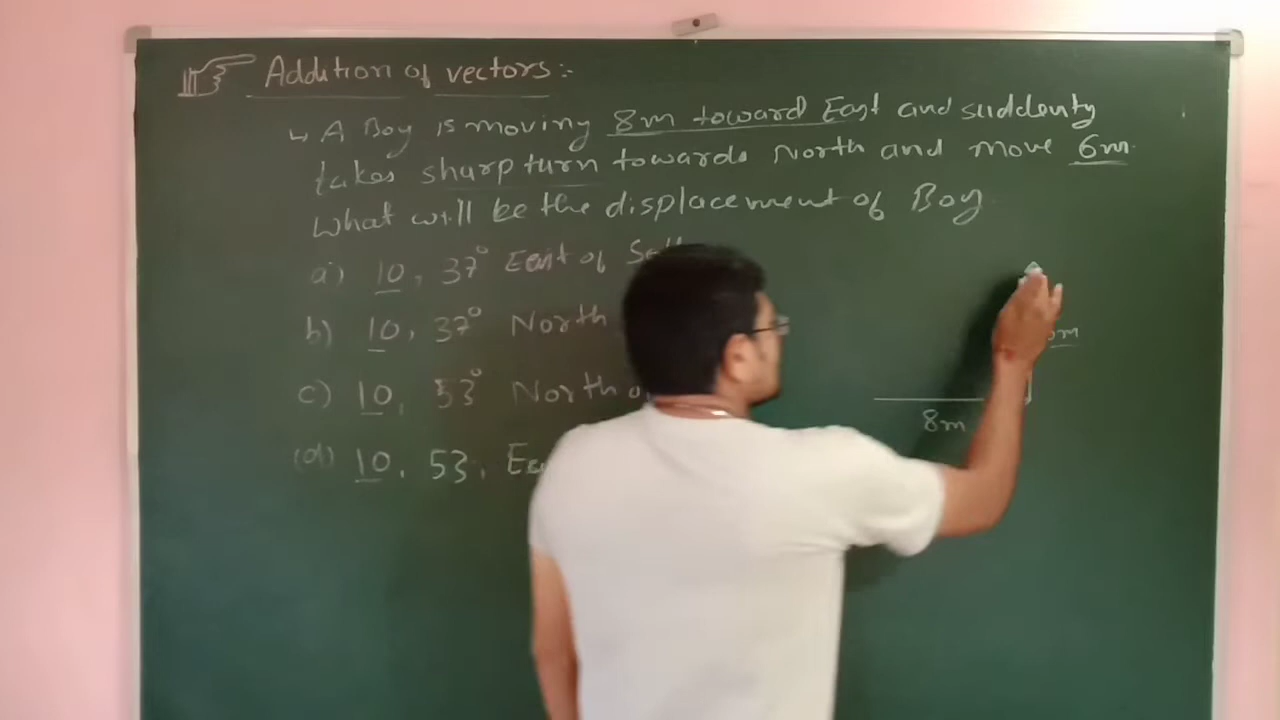 Addition of vectors:-
A Boy is moving 8m toward East and suddenty
takes sharp turn towards North and move 6m.
What will be the displacement of Boy.
a) 10, 37° East of
b) 10, 37° North
c) 10, 53° North of
(d) 10, 53,
8m